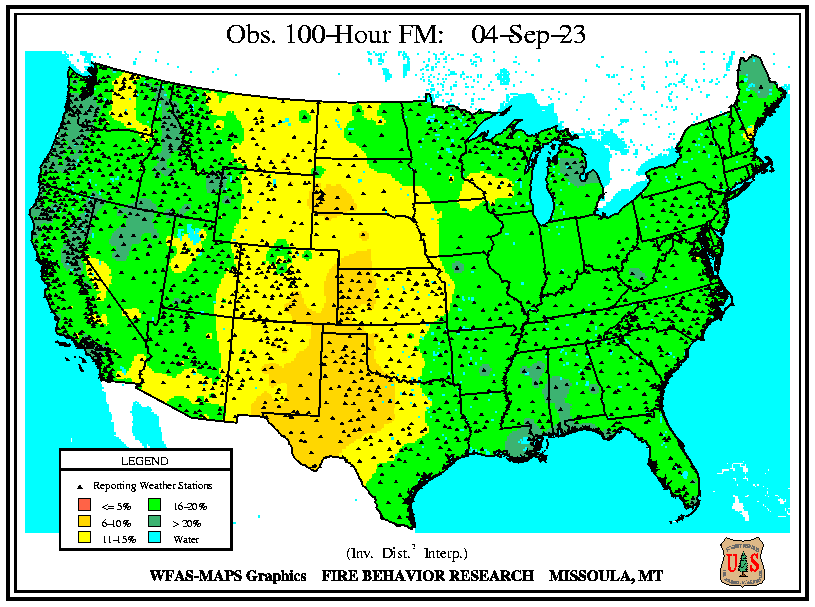 Obs. 100-Hour FM: 04-Sep-23
LEGEND
Reporting Weather Stations
<= 5% 16-20%
6-10% > 20%
11-15% Water
(Inv. Dist.² Interp.)
WFAS-MAPS Graphics FIRE BEHAVIOR RESEARCH MISSOULA, MT
U S